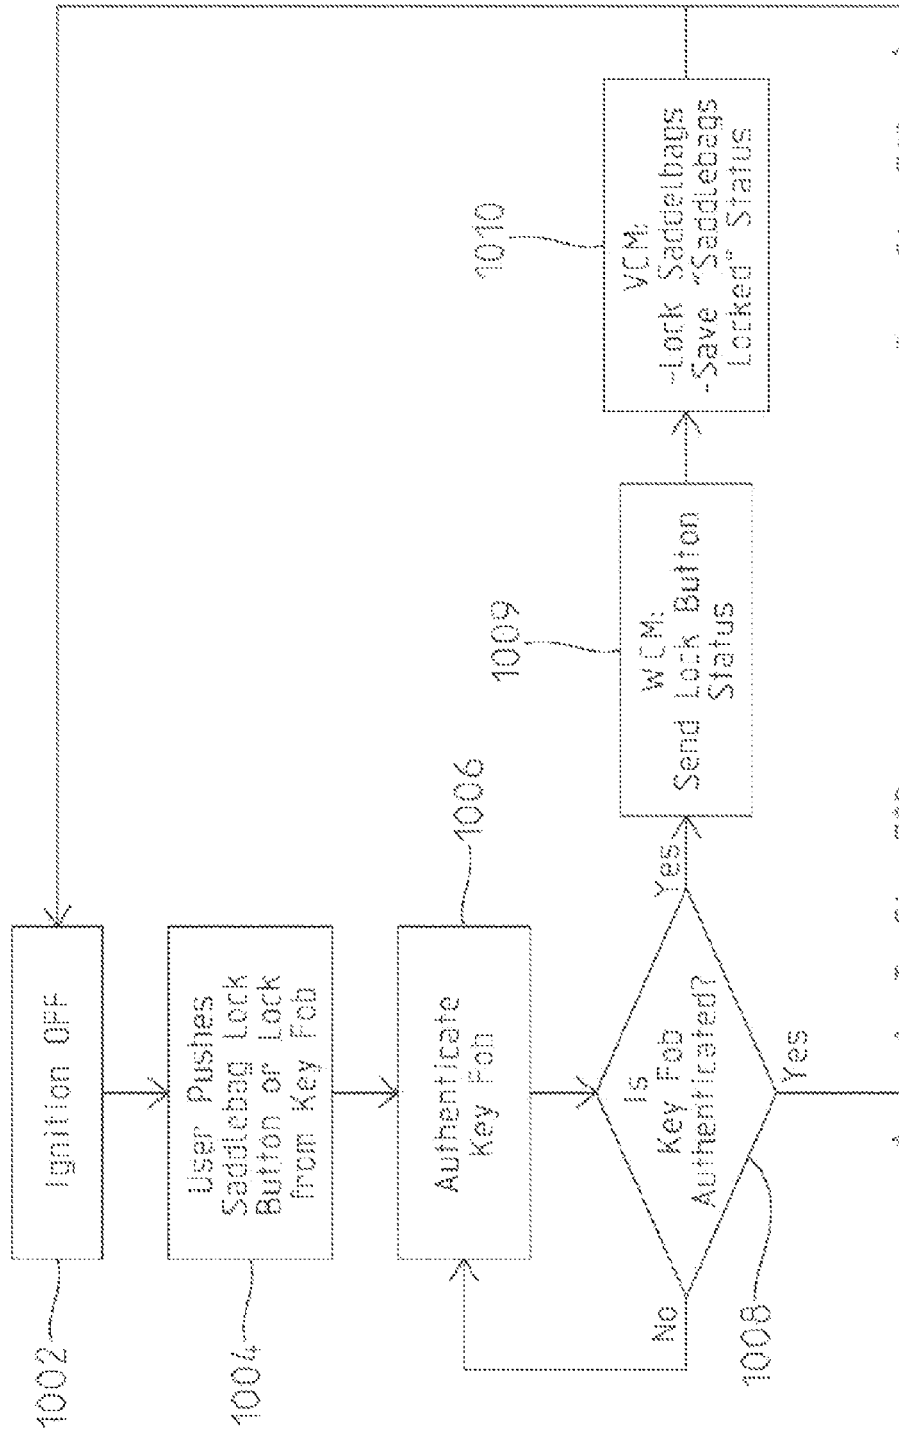 1002
Ignition OFF
1004
User Pushes
Saddlebag Lock
Button or Lock
from Key Fob
1006
Authenticate
Key Fob
1008
Is
Key Fob
Authenticated?
No
Yes
Yes
1009
WCM:
Send Lock Button
Status
1010
VCM:
-Lock Saddelbags
-Save "Saddlebags
Locked" Status